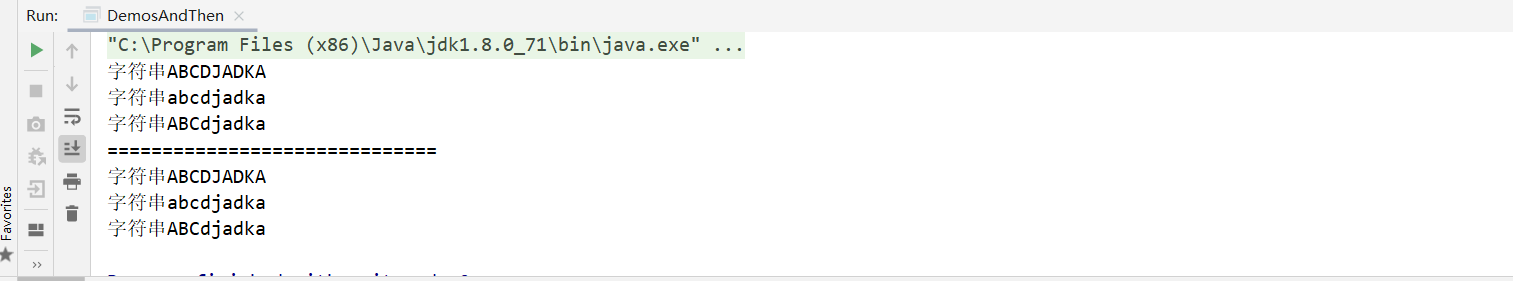 Run: DemosAndThen
"C:\Program Files (x86)\Java\jdk1.8.0_71\bin\java.exe" ...
字符串ABCDJADKA
字符串abcdjadka
字符串ABCdjadka
==============================
字符串ABCDJADKA
字符串abcdjadka
字符串ABCdjadka
Favorites